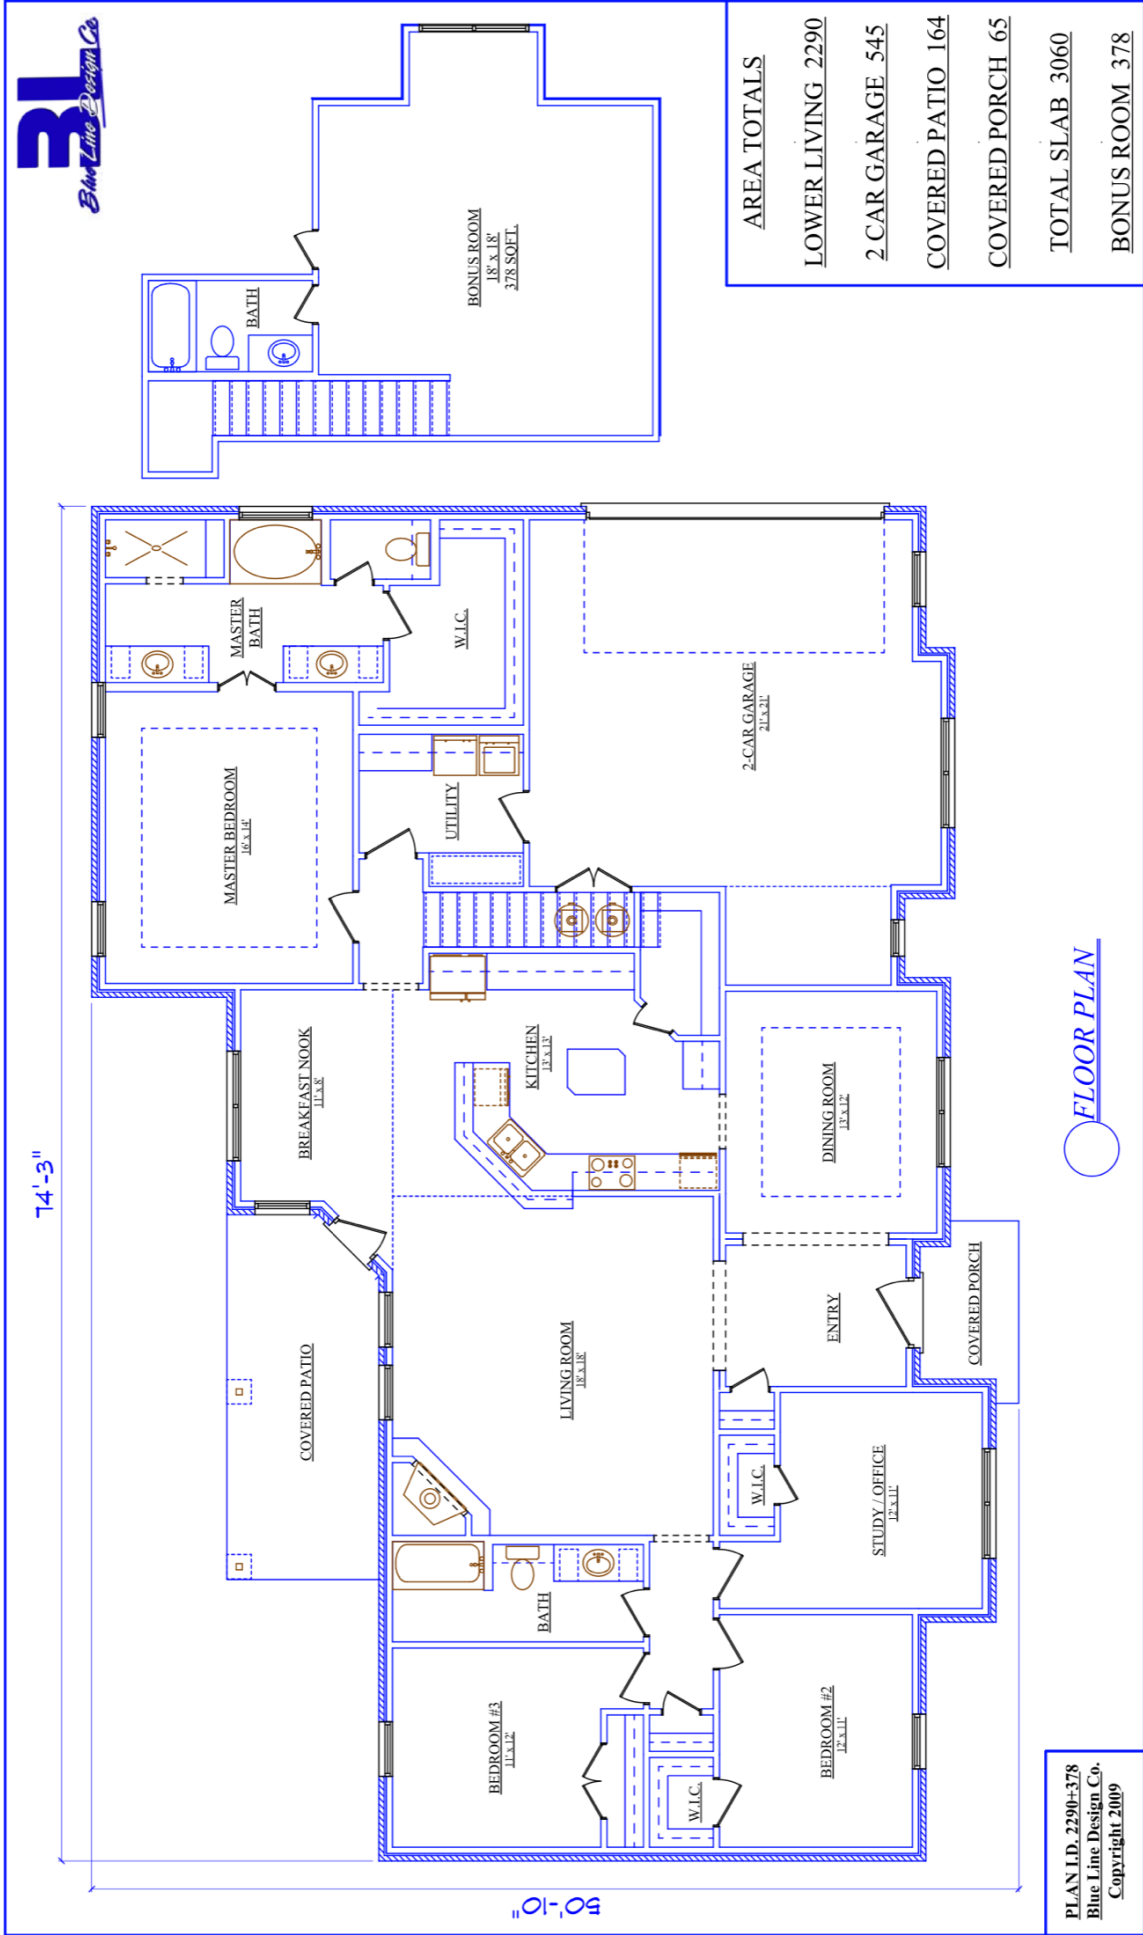 BL
Blue Line Design Co
74'-3"
50'-10"
MASTER
BATH
W.I.C.
MASTER BEDROOM
16' x 14'
UTILITY
2-CAR GARAGE
21' x 21'
BREAKFAST NOOK
11' x 8'
KITCHEN
13' x 13'
DINING ROOM
13' x 12'
COVERED PATIO
LIVING ROOM
18' x 18'
ENTRY
COVERED PORCH
W.I.C.
STUDY / OFFICE
12' x 11'
BATH
BEDROOM #3
11' x 12'
W.I.C.
BEDROOM #2
12' x 11'
BATH
BONUS ROOM
18' x 18'
378 SQFT.
FLOOR PLAN
AREA TOTALS
LOWER LIVING 2290
2 CAR GARAGE 545
COVERED PATIO 164
COVERED PORCH 65
TOTAL SLAB 3060
BONUS ROOM 378
PLAN I.D. 2290+378
Blue Line Design Co.
Copyright 2009